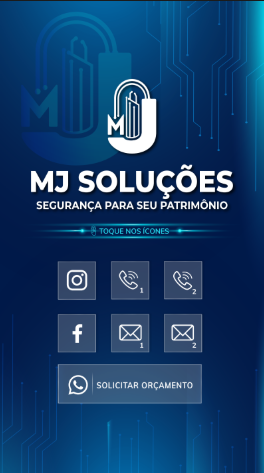 MJ
MJ SOLUÇÕES
SEGURANÇA PARA SEU PATRIMÔNIO
TOQUE NOS ÍCONES
1
2
1
2
SOLICITAR ORÇAMENTO